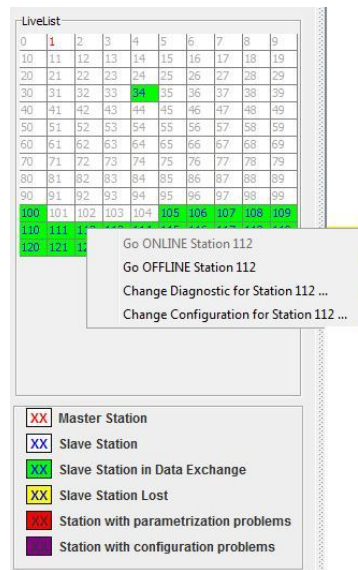 LiveList
0 1 2 3 4 5 6 7 8 9
10 11 12 13 14 15 16 17 18 19
20 21 22 23 24 25 26 27 28 29
30 31 32 33 34 35 36 37 38 39
40 41 42 43 44 45 46 47 48 49
50 51 52 53 54 55 56 57 58 59
60 61 62 63 64 65 66 67 68 69
70 71 72 73 74 75 76 77 78 79
80 81 82 83 84 85 86 87 88 89
90 91 92 93 94 95 96 97 98 99
100 101 102 103 104 105 106 107 108 109
110 111
120 121
Go ONLINE Station 112
Go OFFLINE Station 112
Change Diagnostic for Station 112 ...
Change Configuration for Station 112 ...
XX Master Station
XX Slave Station
XX Slave Station in Data Exchange
XX Slave Station Lost
XX Station with parametrization problems
XX Station with configuration problems